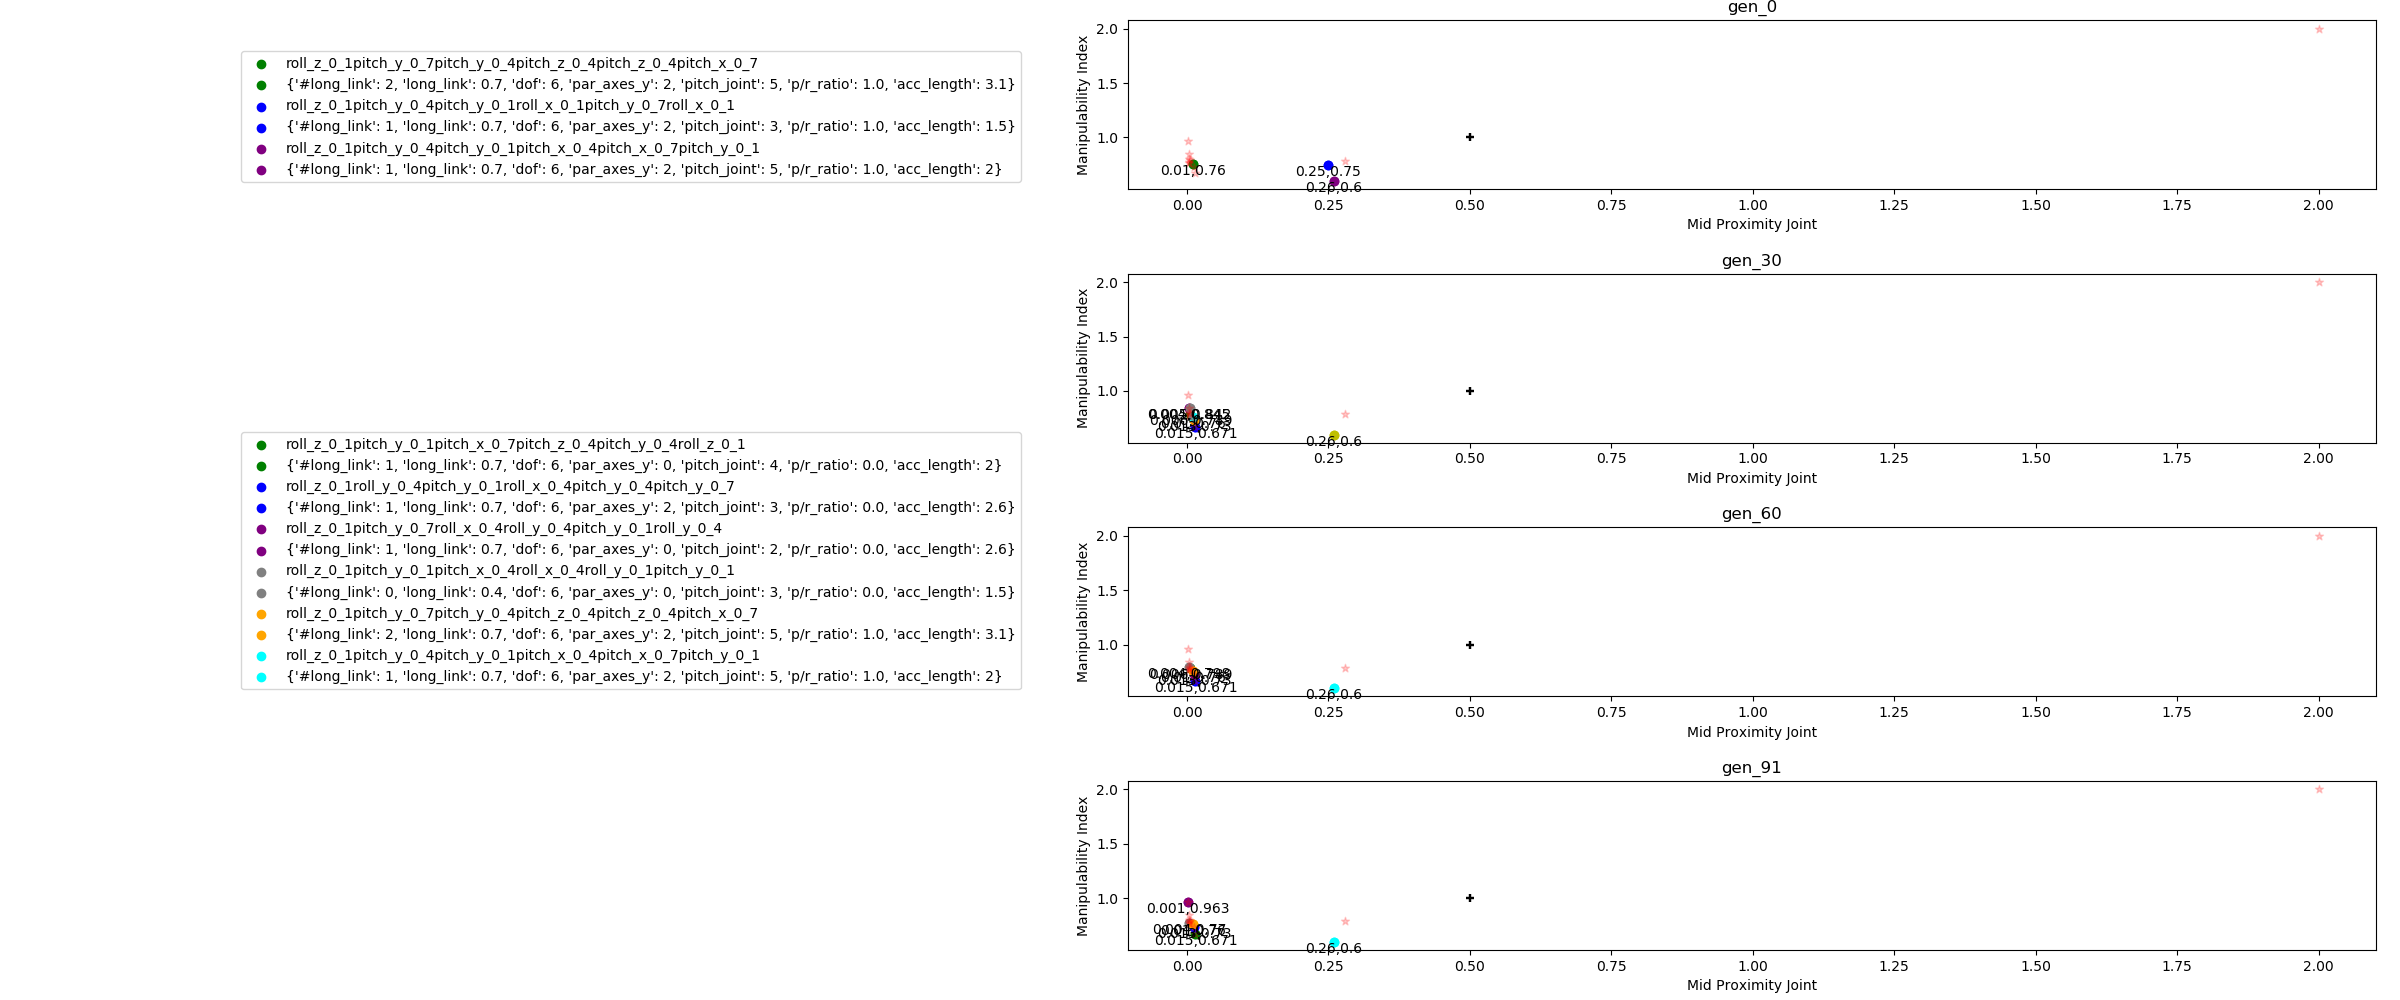 roll_z_0_1pitch_y_0_7pitch_y_0_4pitch_z_0_4pitch_z_0_4pitch_x_0_7
{'#long_link': 2, 'long_link': 0.7, 'dof': 6, 'par_axes_y': 2, 'pitch_joint': 5, 'p/r_ratio': 1.0, 'acc_length': 3.1}
roll_z_0_1pitch_y_0_4pitch_y_0_1roll_x_0_1pitch_y_0_7roll_x_0_1
{'#long_link': 1, 'long_link': 0.7, 'dof': 6, 'par_axes_y': 2, 'pitch_joint': 3, 'p/r_ratio': 1.0, 'acc_length': 1.5}
roll_z_0_1pitch_y_0_4pitch_y_0_1pitch_x_0_4pitch_x_0_7pitch_y_0_1
{'#long_link': 1, 'long_link': 0.7, 'dof': 6, 'par_axes_y': 2, 'pitch_joint': 5, 'p/r_ratio': 1.0, 'acc_length': 2}
roll_z_0_1pitch_y_0_1pitch_x_0_7pitch_z_0_4pitch_y_0_4roll_z_0_1
{'#long_link': 1, 'long_link': 0.7, 'dof': 6, 'par_axes_y': 0, 'pitch_joint': 4, 'p/r_ratio': 0.0, 'acc_length': 2}
roll_z_0_1roll_y_0_4pitch_y_0_1roll_x_0_4pitch_y_0_4pitch_y_0_7
{'#long_link': 1, 'long_link': 0.7, 'dof': 6, 'par_axes_y': 2, 'pitch_joint': 3, 'p/r_ratio': 0.0, 'acc_length': 2.6}
roll_z_0_1pitch_y_0_7roll_x_0_4roll_y_0_4pitch_y_0_1roll_y_0_4
{'#long_link': 1, 'long_link': 0.7, 'dof': 6, 'par_axes_y': 0, 'pitch_joint': 2, 'p/r_ratio': 0.0, 'acc_length': 2.6}
roll_z_0_1pitch_y_0_1pitch_x_0_4roll_x_0_4roll_y_0_1pitch_y_0_1
{'#long_link': 0, 'long_link': 0.4, 'dof': 6, 'par_axes_y': 0, 'pitch_joint': 3, 'p/r_ratio': 0.0, 'acc_length': 1.5}
roll_z_0_1pitch_y_0_7pitch_y_0_4pitch_z_0_4pitch_z_0_4pitch_x_0_7
{'#long_link': 2, 'long_link': 0.7, 'dof': 6, 'par_axes_y': 2, 'pitch_joint': 5, 'p/r_ratio': 1.0, 'acc_length': 3.1}
roll_z_0_1pitch_y_0_4pitch_y_0_1pitch_x_0_4pitch_x_0_7pitch_y_0_1
{'#long_link': 1, 'long_link': 0.7, 'dof': 6, 'par_axes_y': 2, 'pitch_joint': 5, 'p/r_ratio': 1.0, 'acc_length': 2}
gen_0
Manipulability Index
2.0
1.5
1.0
0.01,0.76
0.25,0.75
0.26,0.6
0.00 0.25 0.50 0.75 1.00 1.25 1.50 1.75 2.00
Mid Proximity Joint
gen_30
Manipulability Index
2.0
1.5
1.0
0.015,0.671
0.26,0.6
0.00 0.25 0.50 0.75 1.00 1.25 1.50 1.75 2.00
Mid Proximity Joint
gen_60
Manipulability Index
2.0
1.5
1.0
0.015,0.671
0.26,0.6
0.00 0.25 0.50 0.75 1.00 1.25 1.50 1.75 2.00
Mid Proximity Joint
gen_91
Manipulability Index
2.0
1.5
1.0
0.001,0.963
0.015,0.671
0.26,0.6
0.00 0.25 0.50 0.75 1.00 1.25 1.50 1.75 2.00
Mid Proximity Joint